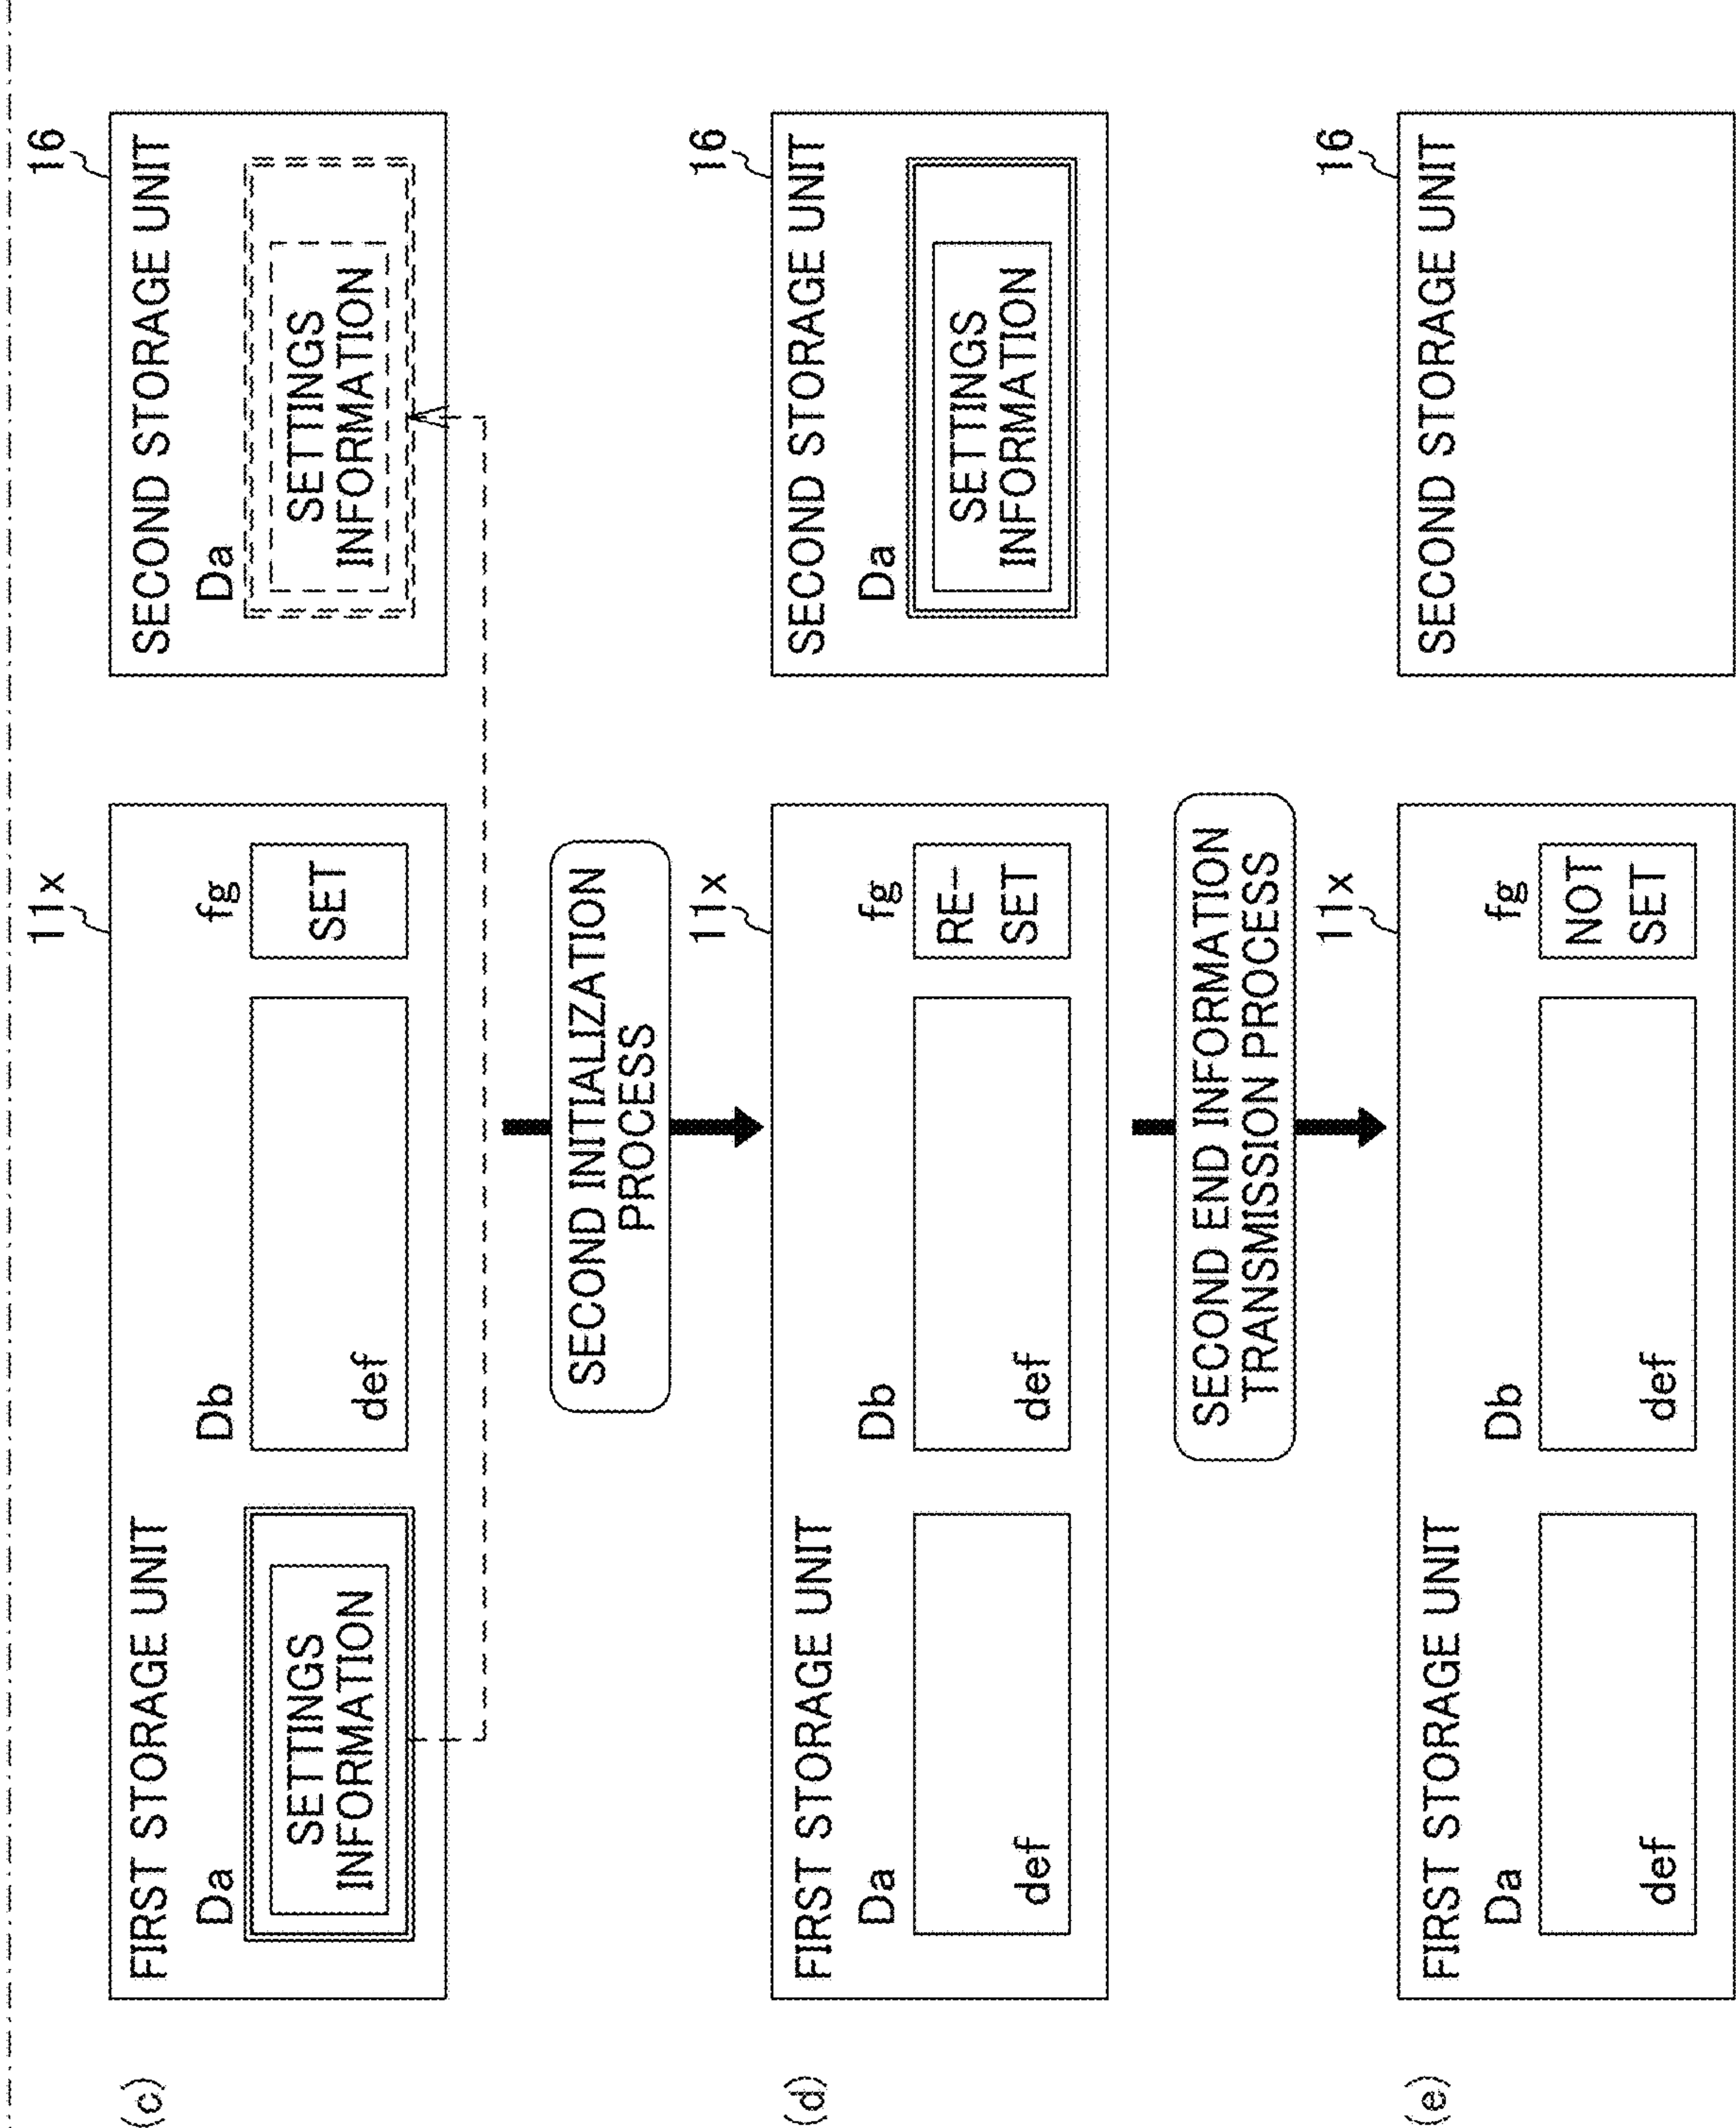 (c)
11x
FIRST STORAGE UNIT
Da
SETTINGS
INFORMATION
Db
def
fg
SET
16
SECOND STORAGE UNIT
Da
SETTINGS
INFORMATION
SECOND INITIALIZATION
PROCESS
(d)
11x
FIRST STORAGE UNIT
Da
def
Db
def
fg
RE-
SET
16
SECOND STORAGE UNIT
Da
SETTINGS
INFORMATION
SECOND END INFORMATION
TRANSMISSION PROCESS
(e)
11x
FIRST STORAGE UNIT
Da
def
Db
def
fg
NOT
SET
16
SECOND STORAGE UNIT